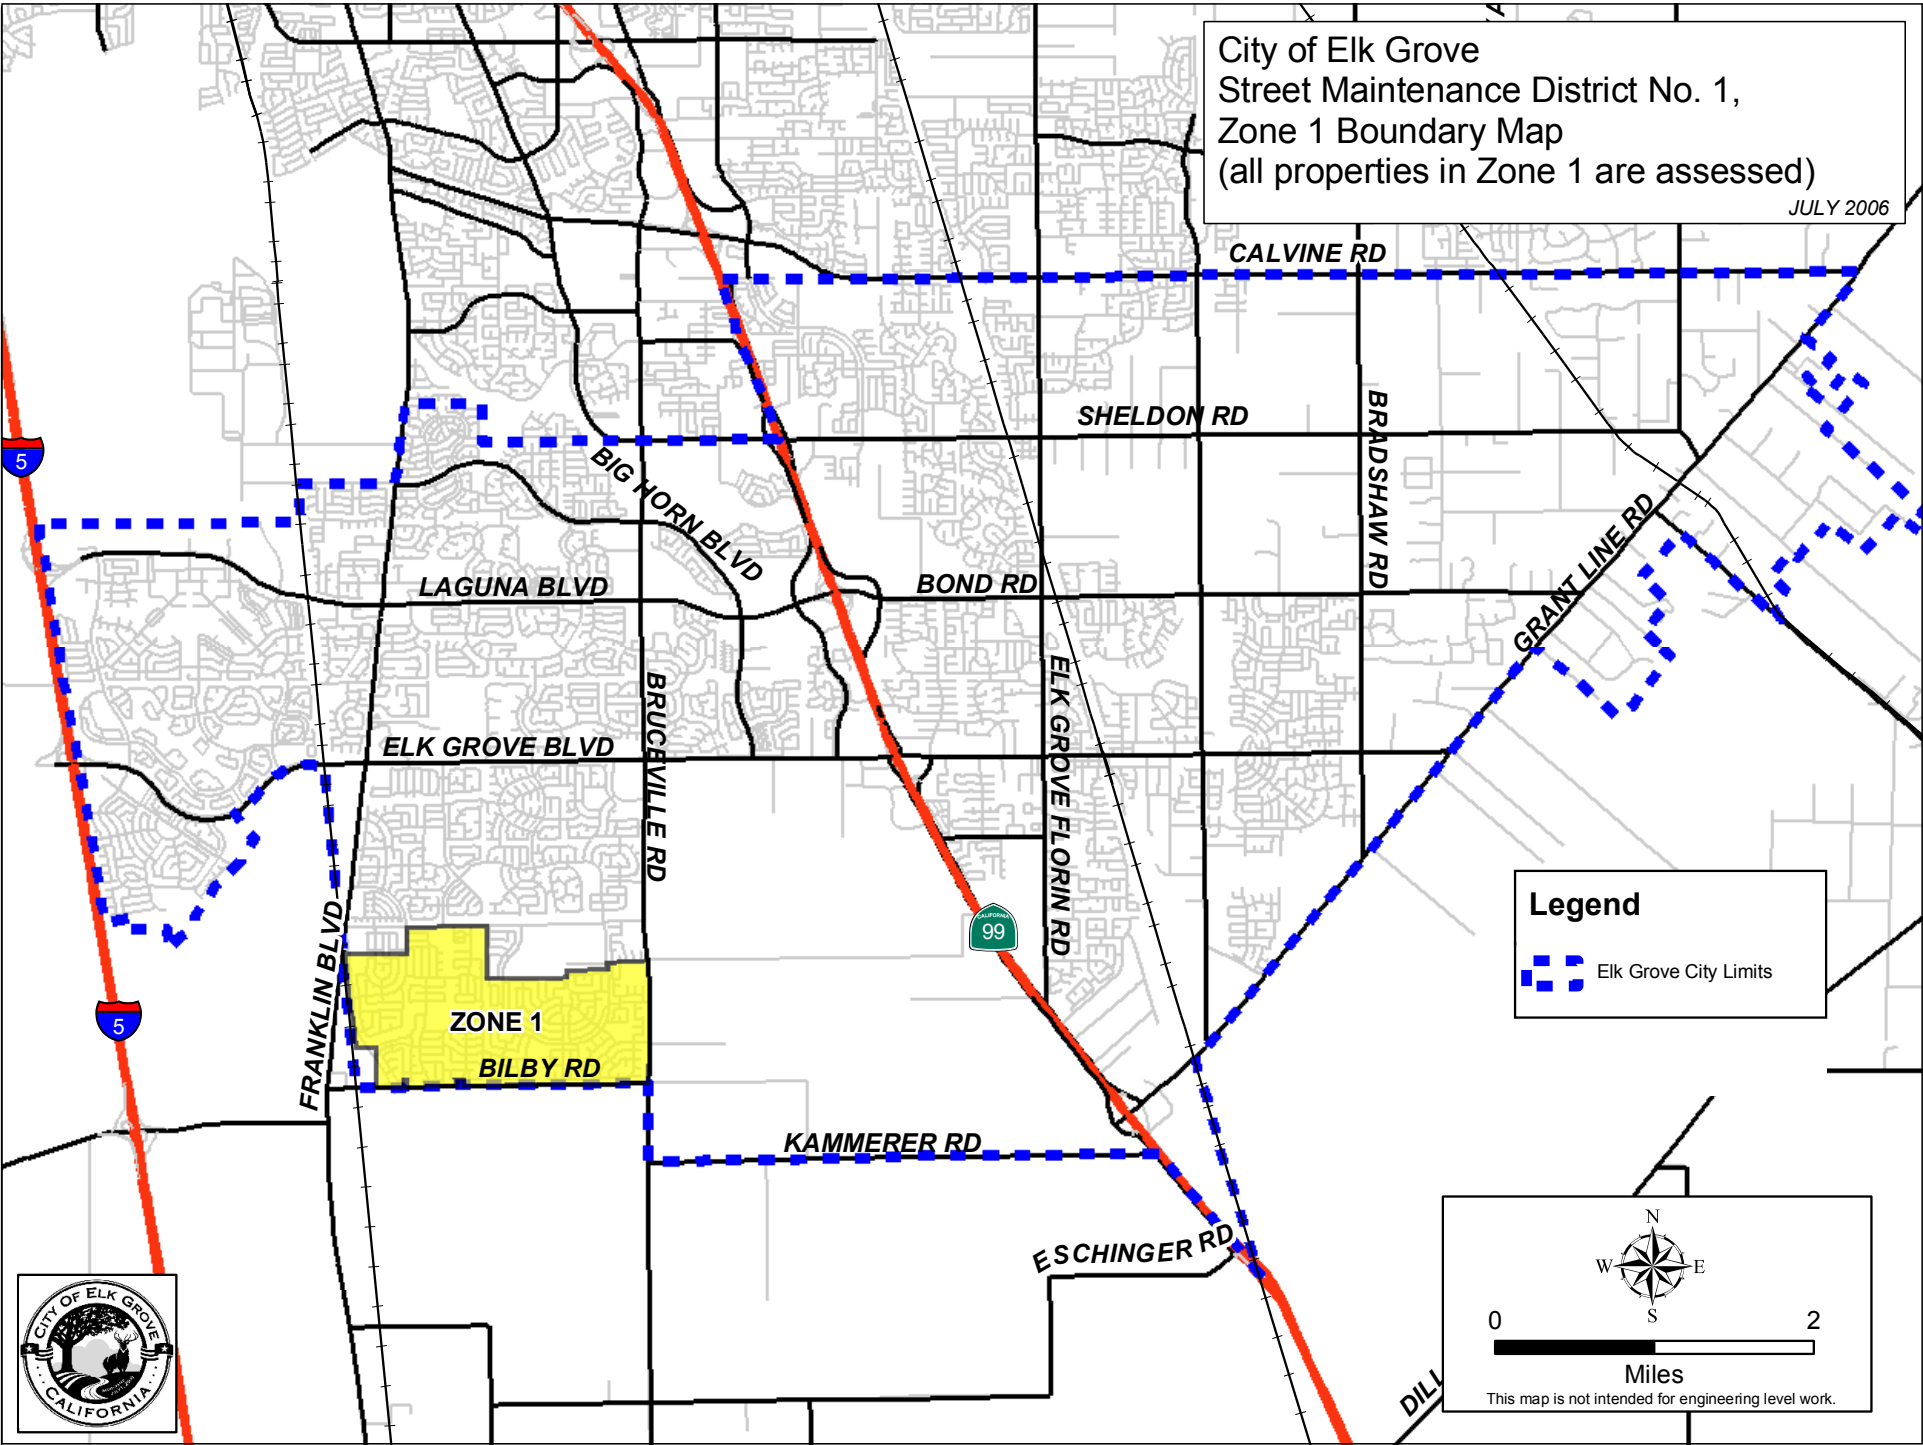 City of Elk Grove
Street Maintenance District No. 1,
Zone 1 Boundary Map
(all properties in Zone 1 are assessed)
JULY 2006
CALVINE RD
SHELDON RD
BRADSHAW RD
5
BIG HORN BLVD
GRANT LINE RD
LAGUNA BLVD
BOND RD
BRUCEVILLE RD
ELK GROVE FLORIN RD
ELK GROVE BLVD
Legend
Elk Grove City Limits
CALIFORNIA
99
FRANKLIN BLVD
5
ZONE 1
BILBY RD
KAMMERER RD
ESCHINGER RD
N
W
E
S
0
2
Miles
This map is not intended for engineering level work.
DILL
CITY OF ELK GROVE
CALIFORNIA